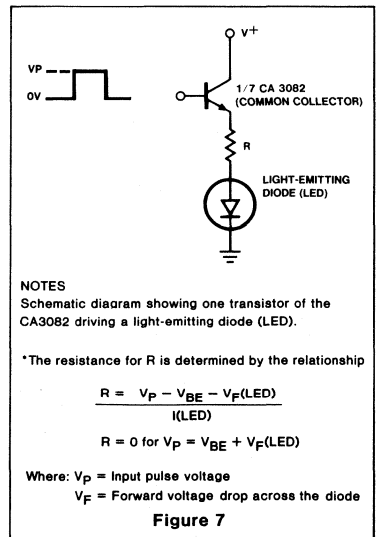 V+
VP
0V
1/7 CA 3082
(COMMON COLLECTOR)
R
LIGHT-EMITTING
DIODE (LED)
NOTES
Schematic diagram showing one transistor of the
CA3082 driving a light-emitting diode (LED).
*The resistance for R is determined by the relationship
R = VP − VBE − VF(LED)
I(LED)
R = 0 for VP = VBE + VF(LED)
Where: VP = Input pulse voltage
VF = Forward voltage drop across the diode
Figure 7